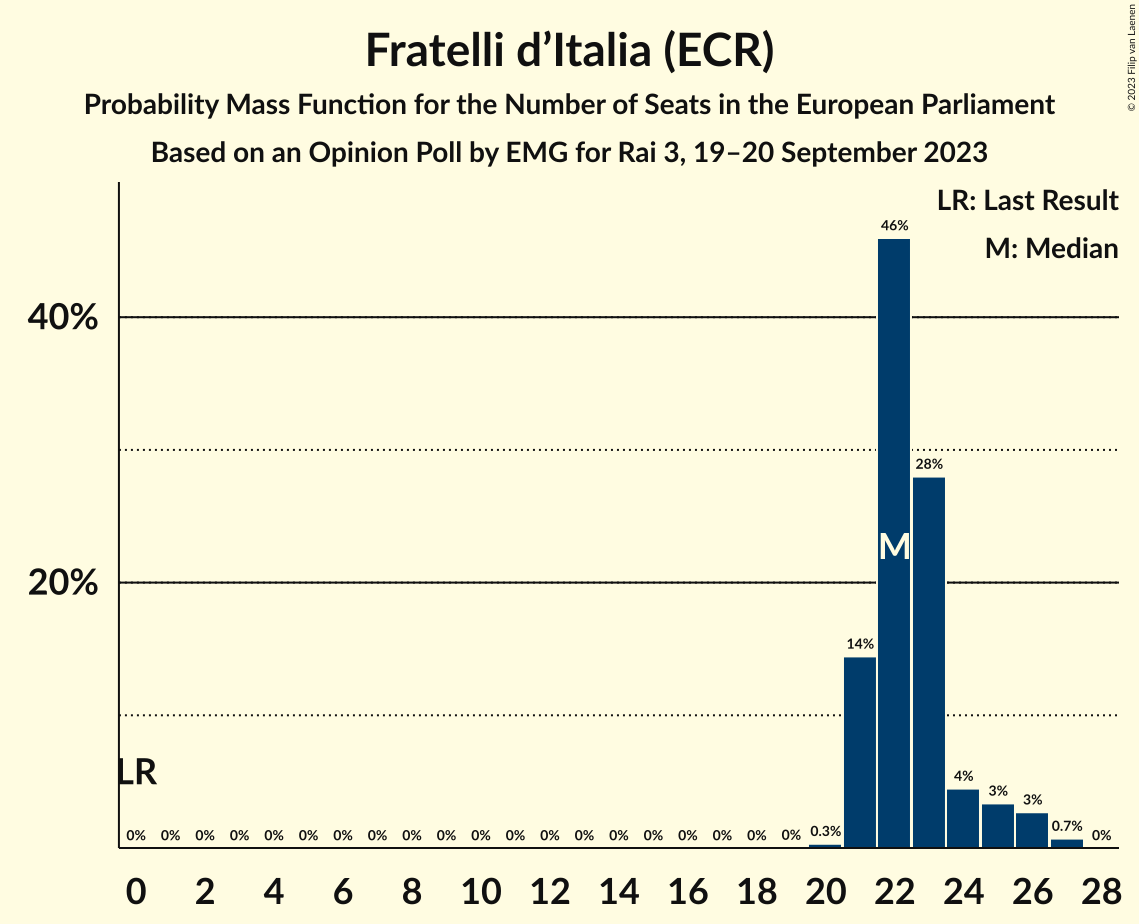 Fratelli d’Italia (ECR)
Probability Mass Function for the Number of Seats in the European Parliament
Based on an Opinion Poll by EMG for Rai 3, 19–20 September 2023
© 2023 Filip van Laenen
LR: Last Result
M: Median
40%
20%
46%
28%
M
14%
LR
4%
3%
3%
0% 0% 0% 0% 0% 0% 0% 0% 0% 0% 0% 0% 0% 0% 0% 0% 0% 0% 0% 0% 0.3% 0.7% 0%
0 2 4 6 8 10 12 14 16 18 20 22 24 26 28